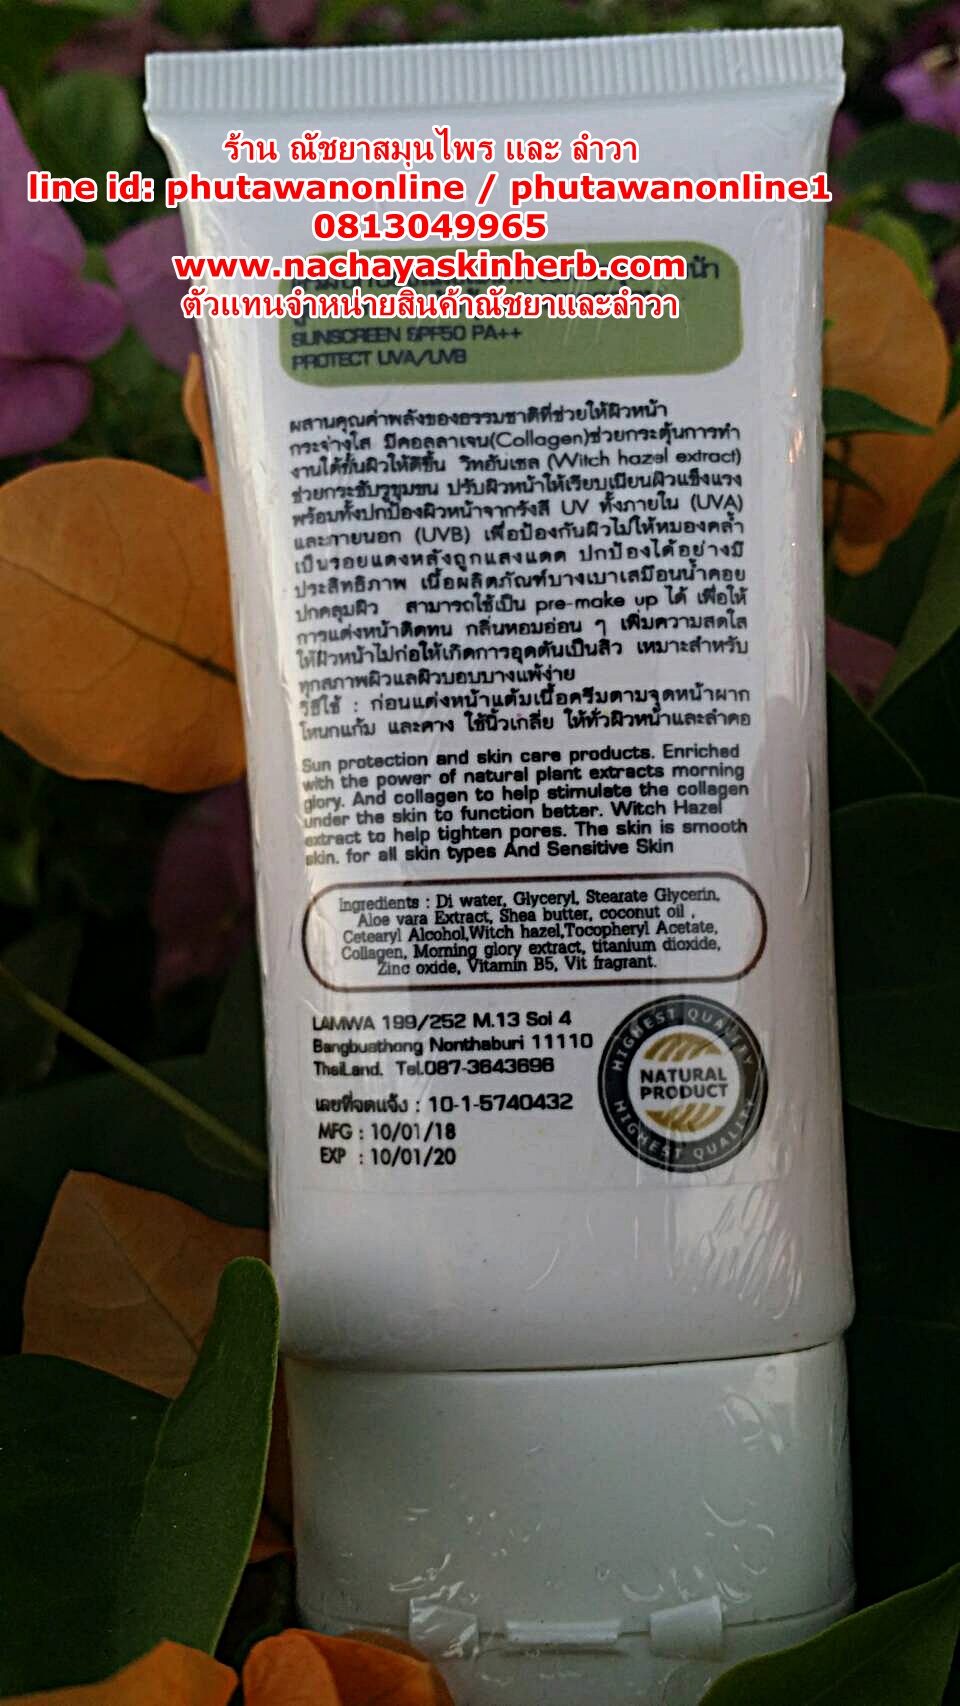 ร้าน ณัชยาสมุนไพร และ ลำวา
line id: phutawanonline / phutawanonline1
0813049965
www.nachayaskinherb.com
ตัวแทนจำหน่ายสินค้าณัชยาและลำวา
SUNSCREEN SPF50 PA++
PROTECT UVA/UVB
ผสานคุณค่าพลังของธรรมชาติที่ช่วยให้ผิวหน้า
กระจ่างใส มีคอลลาเจน(Collagen)ช่วยกระตุ้นการทำ
งานใต้ชั้นผิวให้ดีขึ้น วิทฮันเซล (Witch hazel extract)
ช่วยกระชับรูขุมขน ปรับผิวหน้าให้เรียบเนียนผิวแข็งแรง
พร้อมทั้งปกป้องผิวหน้าจากรังสี UV ทั้งภายใน (UVA)
และภายนอก (UVB) เพื่อป้องกันผิวไม่ให้หมองคล้ำ
เป็นรอยแดงหลังถูกแสงแดด ปกป้องได้อย่างมี
ประสิทธิภาพ เนื้อผลิตภัณฑ์บางเบาเสมือนน้ำคอย
ปกคลุมผิว สามารถใช้เป็น pre-make up ได้ เพื่อให้
การแต่งหน้าติดทน กลิ่นหอมอ่อน ๆ เพิ่มความสดใส
ให้ผิวหน้าไม่ก่อให้เกิดการอุดตันเป็นสิว เหมาะสำหรับ
ทุกสภาพผิวแลผิวบอบบางแพ้ง่าย
วิธีใช้ : ก่อนแต่งหน้าแต้มเนื้อครีมตามจุดหน้าผาก
โหนกแก้ม และคาง ใช้นิ้วเกลี่ย ให้ทั่วผิวหน้าและลำคอ
Sun protection and skin care products. Enriched
with the power of natural plant extracts morning
glory. And collagen to help stimulate the collagen
under the skin to function better. Witch Hazel
extract to help tighten pores. The skin is smooth
skin. for all skin types And Sensitive Skin
Ingredients : Di water, Glyceryl, Stearate Glycerin,
Aloe vara Extract, Shea butter, coconut oil ,
Cetearyl Alcohol,Witch hazel,Tocopheryl Acetate,
Collagen, Morning glory extract, titanium dioxide,
Zinc oxide, Vitamin B5, Vit fragrant.
LAMWA 199/252 M.13 Soi 4
Bangbuathong Nonthaburi 11110
ThaiLand. Tel.087-3643696
เลขที่จดแจ้ง : 10-1-5740432
MFG : 10/01/18
EXP : 10/01/20
HIGHEST QUALITY
NATURAL
PRODUCT
HIGHEST QUALITY